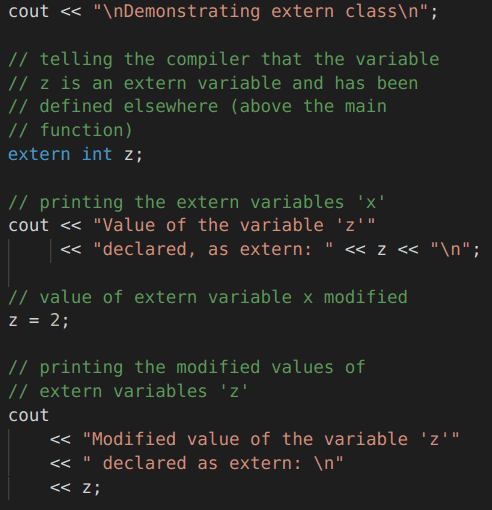 cout << "\nDemonstrating extern class\n";
// telling the compiler that the variable
// z is an extern variable and has been
// defined elsewhere (above the main
// function)
extern int z;
// printing the extern variables 'x'
cout << "Value of the variable 'z'"
<< "declared, as extern: " << z << "\n";
// value of extern variable x modified
z = 2;
// printing the modified values of
// extern variables 'z'
cout
<< "Modified value of the variable 'z'"
<< " declared as extern: \n"
<< z;